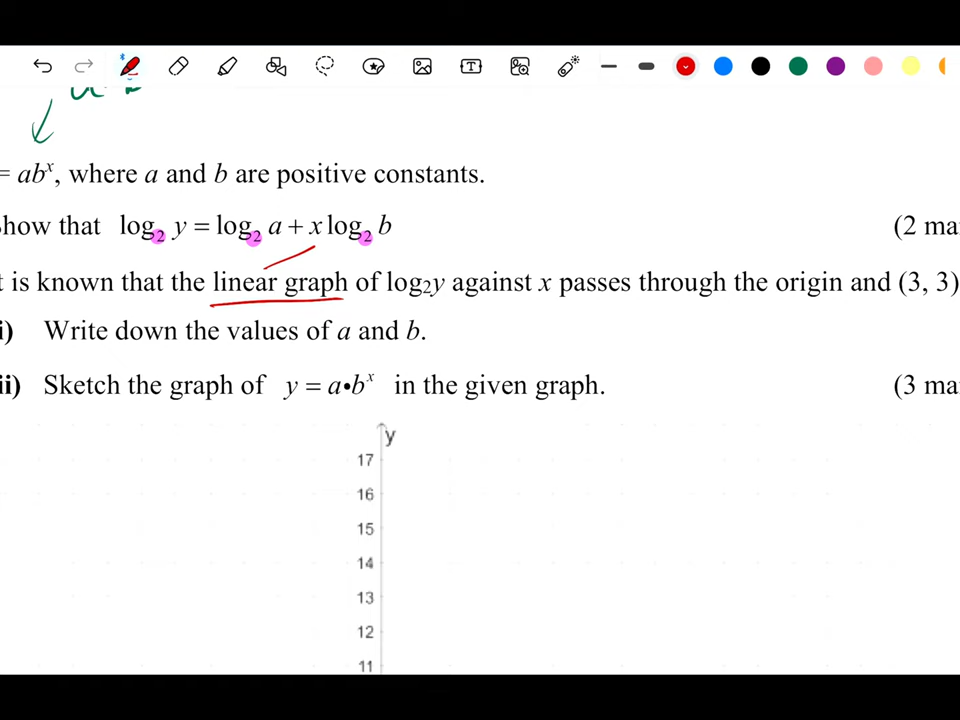 = abˣ, where a and b are positive constants.
Show that log₂ y = log₂ a + x log₂ b (2 ma
t is known that the linear graph of log₂y against x passes through the origin and (3, 3)
i) Write down the values of a and b.
ii) Sketch the graph of y = a•bˣ in the given graph. (3 ma
y
17
16
15
14
13
12
11